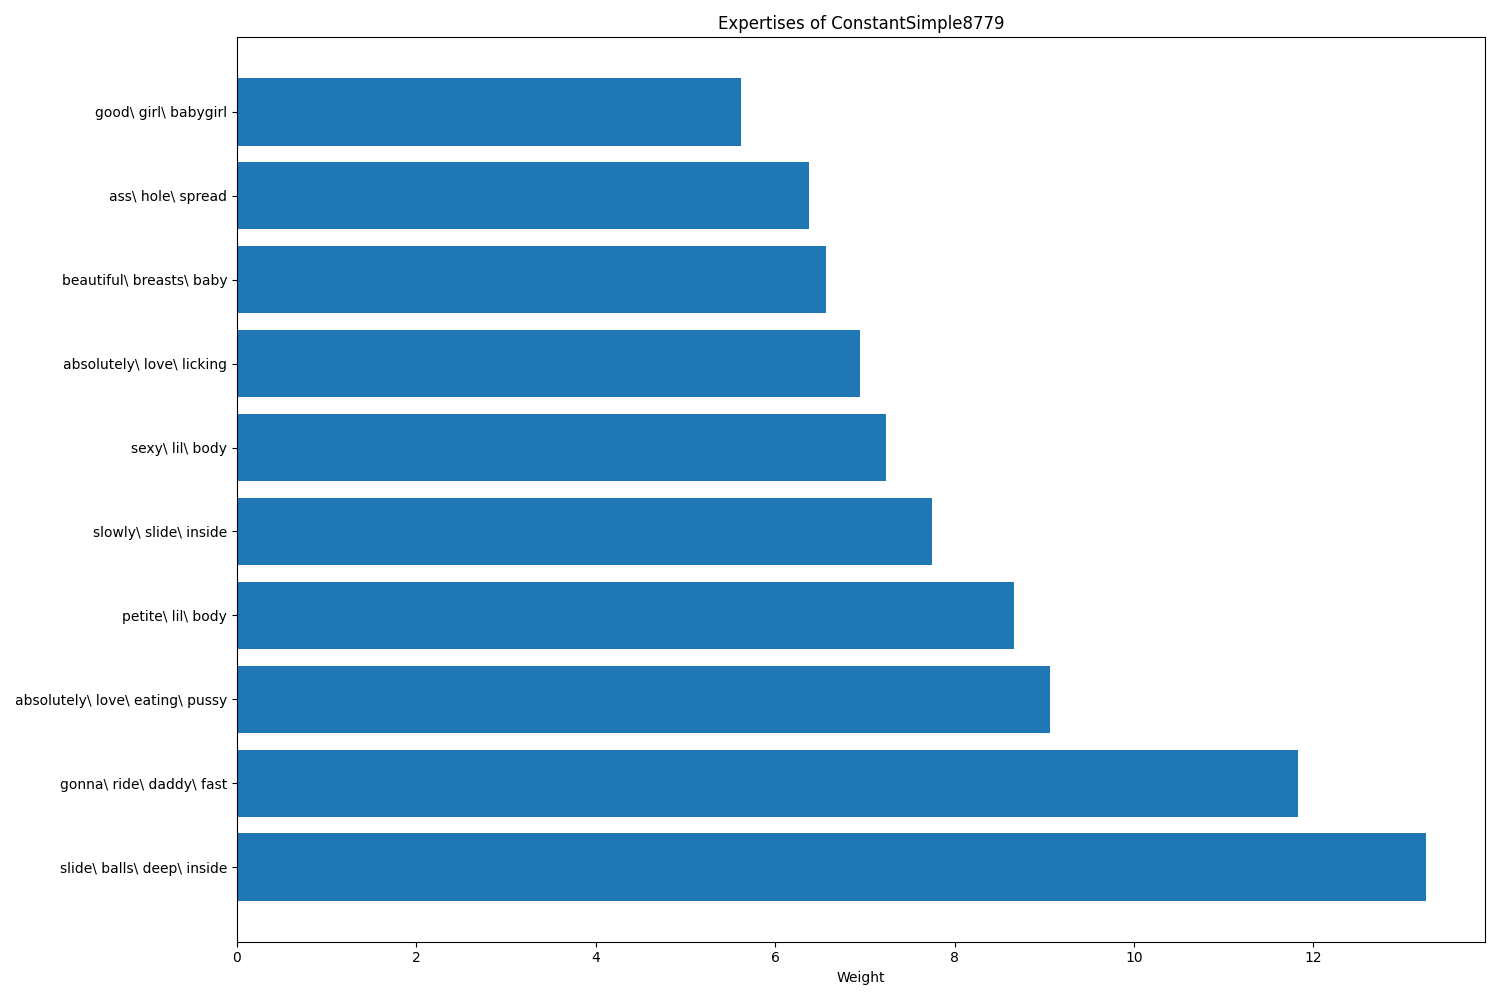 Expertises of ConstantSimple8779
good\ girl\ babygirl
ass\ hole\ spread
beautiful\ breasts\ baby
absolutely\ love\ licking
sexy\ lil\ body
slowly\ slide\ inside
petite\ lil\ body
absolutely\ love\ eating\ pussy
gonna\ ride\ daddy\ fast
slide\ balls\ deep\ inside
0 2 4 6 8 10 12
Weight